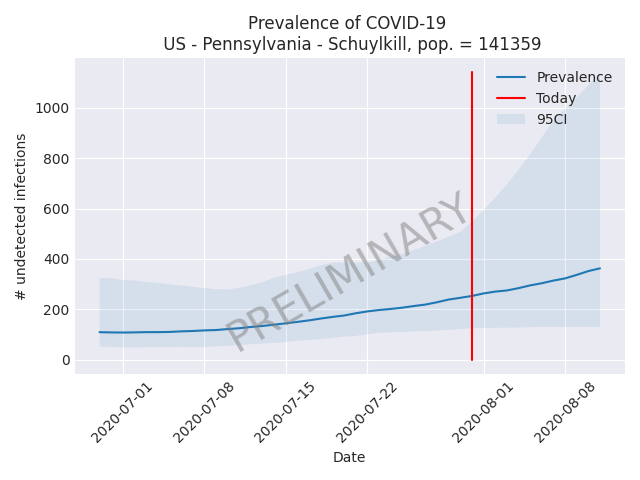 Prevalence of COVID-19
US - Pennsylvania - Schuylkill, pop. = 141359
Prevalence
Today
95CI
1000
800
600
400
200
0
# undetected infections
PRELIMINARY
2020-07-01
2020-07-08
2020-07-15
2020-07-22
2020-08-01
2020-08-08
Date